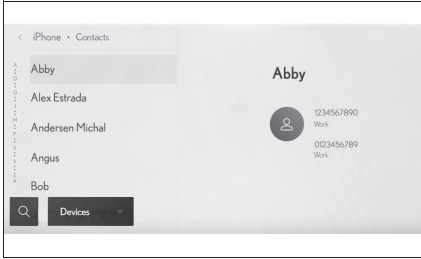 < iPhone • Contacts
A
D
G
J
M
P
S
V
Z
#
Abby
Alex Estrada
Andersen Michal
Angus
Bob
Devices
Abby
1234567890
Work
0123456789
Work